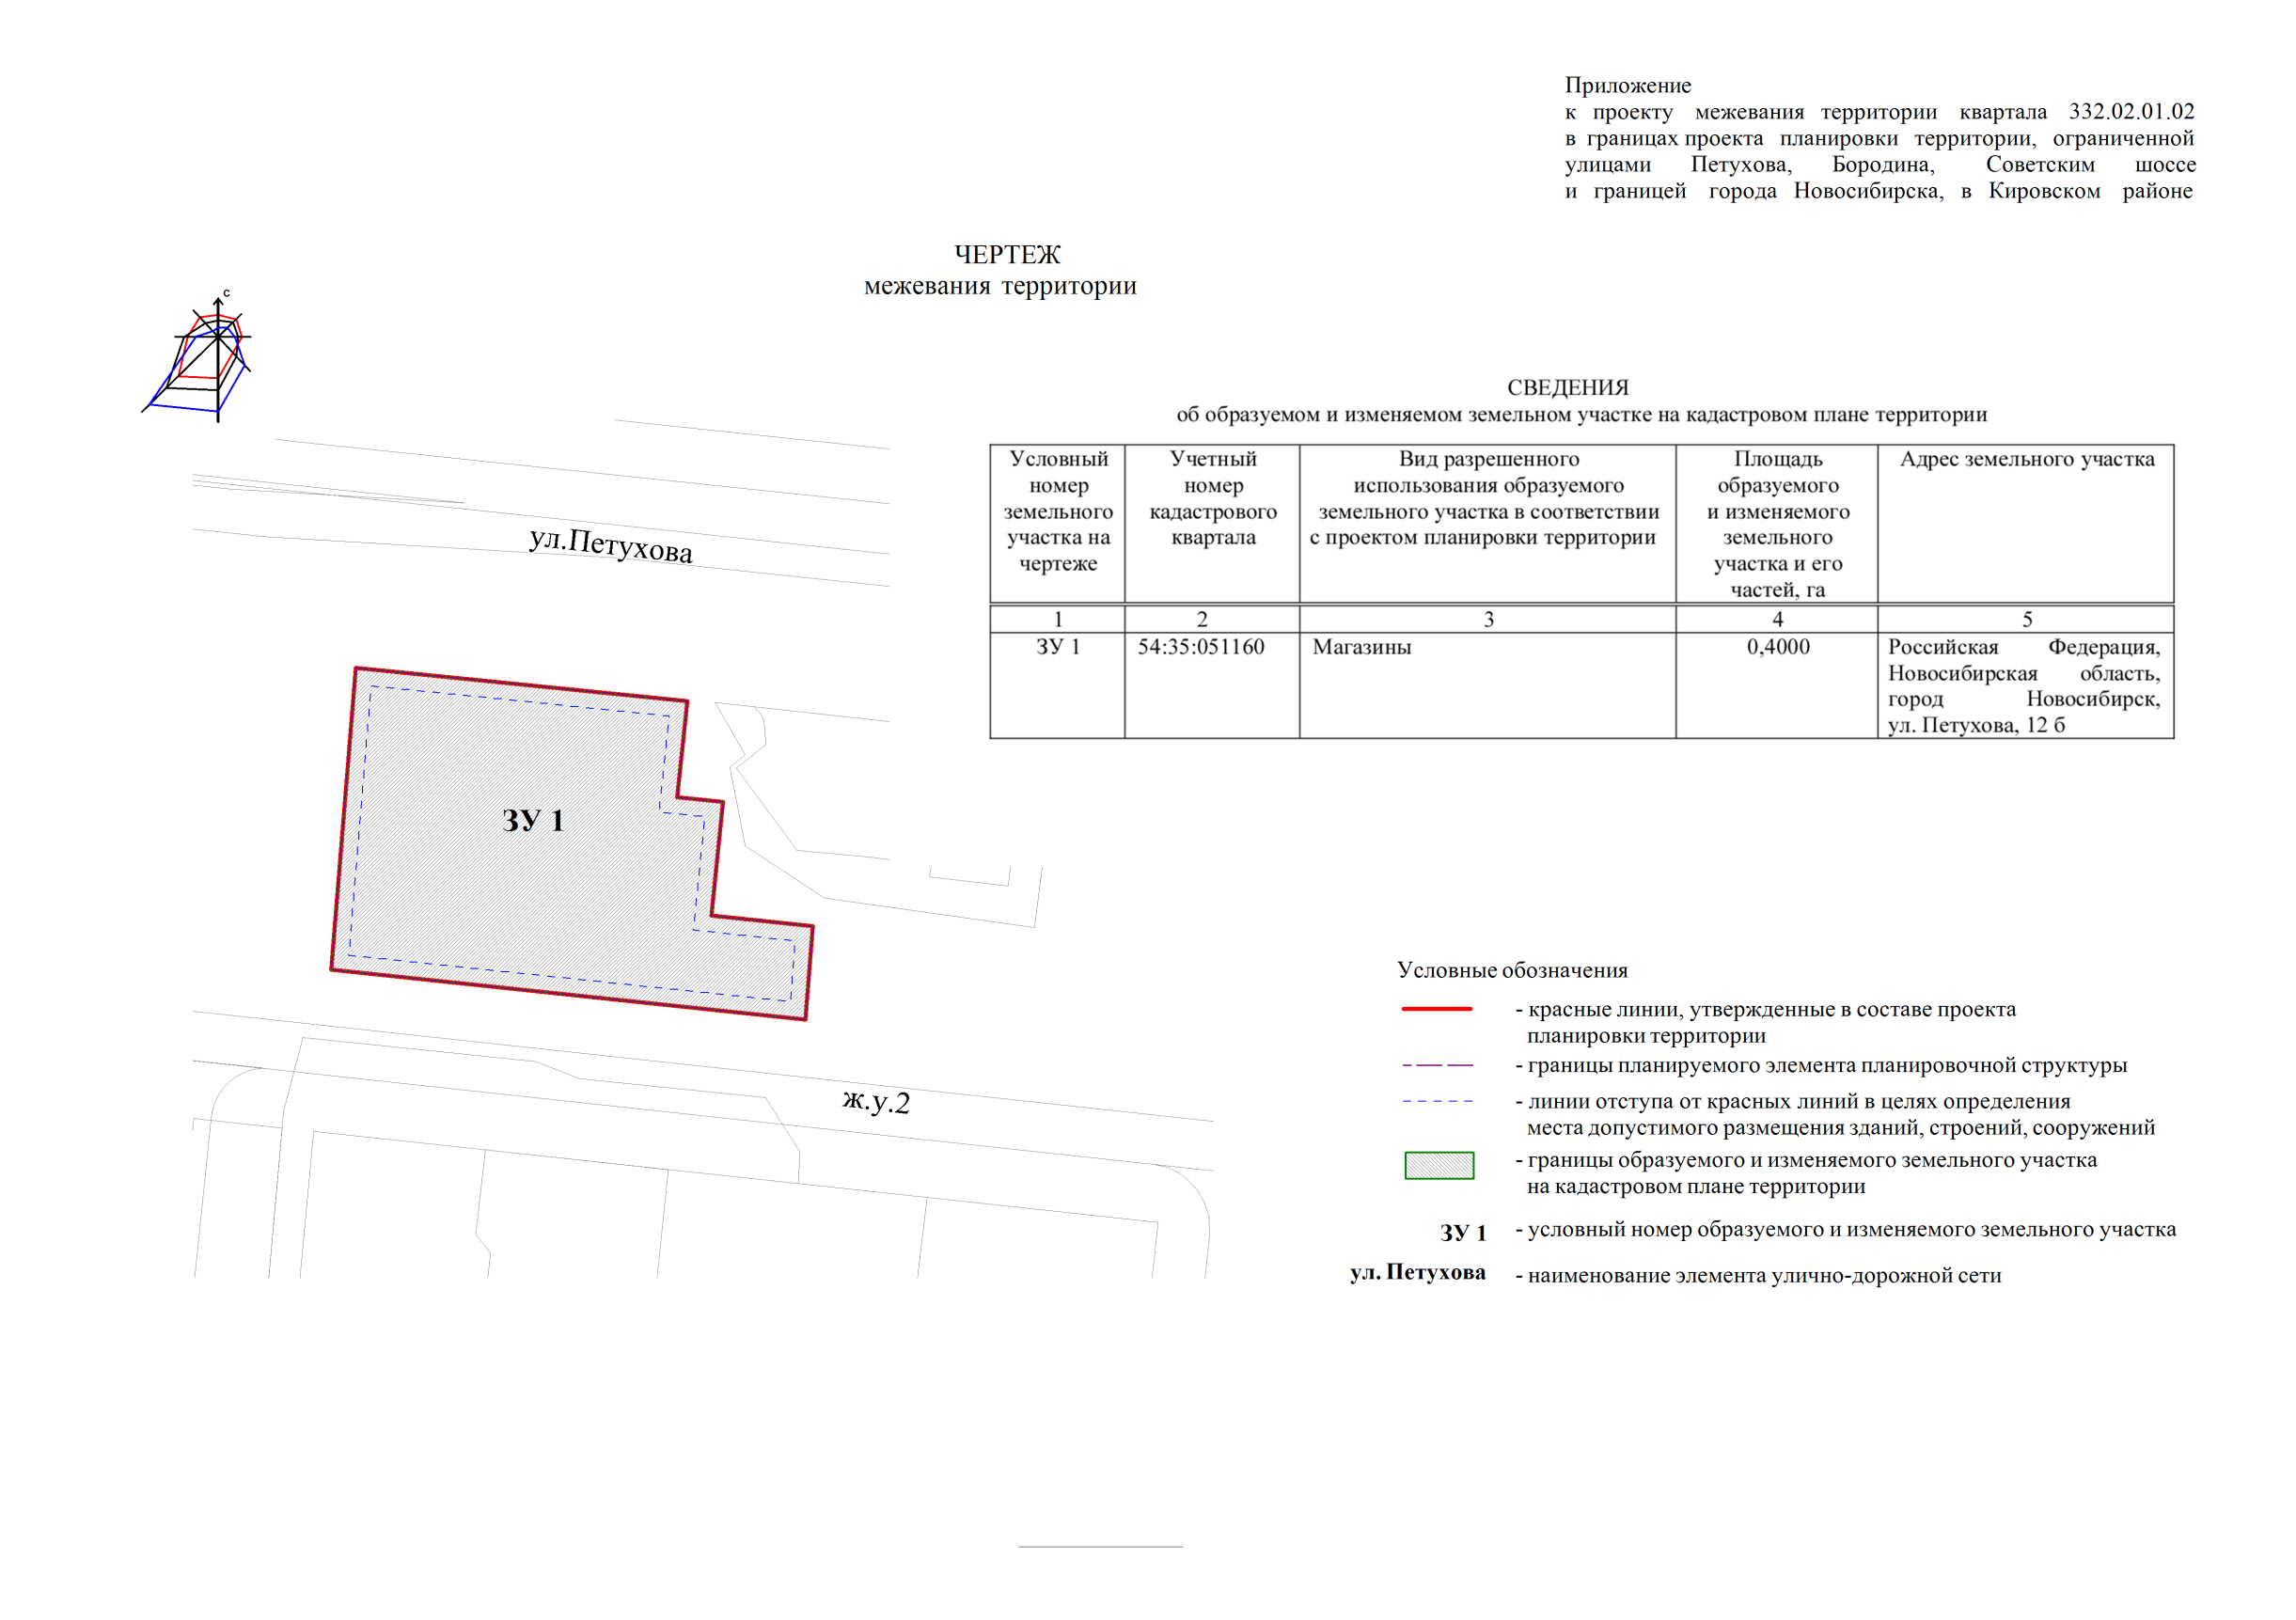 Приложение
к проекту межевания территории квартала 332.02.01.02
в границах проекта планировки территории, ограниченной
улицами Петухова, Бородина, Советским шоссе
и границей города Новосибирска, в Кировском районе
ЧЕРТЕЖ
межевания территории
с
СВЕДЕНИЯ
об образуемом и изменяемом земельном участке на кадастровом плане территории
Условный
номер
земельного
участка на
чертеже
Учетный
номер
кадастрового
квартала
Вид разрешенного
использования образуемого
земельного участка в соответствии
с проектом планировки территории
Площадь
образуемого
и изменяемого
земельного
участка и его
частей, га
Адрес земельного участка
1 2 3 4 5
ЗУ 1
54:35:051160
Магазины
0,4000
Российская Федерация,
Новосибирская область,
город Новосибирск,
ул. Петухова, 12 б
ул.Петухова
ЗУ 1
ж.у.2
Условные обозначения
- красные линии, утвержденные в составе проекта
планировки территории
- границы планируемого элемента планировочной структуры
- линии отступа от красных линий в целях определения
места допустимого размещения зданий, строений, сооружений
- границы образуемого и изменяемого земельного участка
на кадастровом плане территории
ЗУ 1 - условный номер образуемого и изменяемого земельного участка
ул. Петухова - наименование элемента улично-дорожной сети